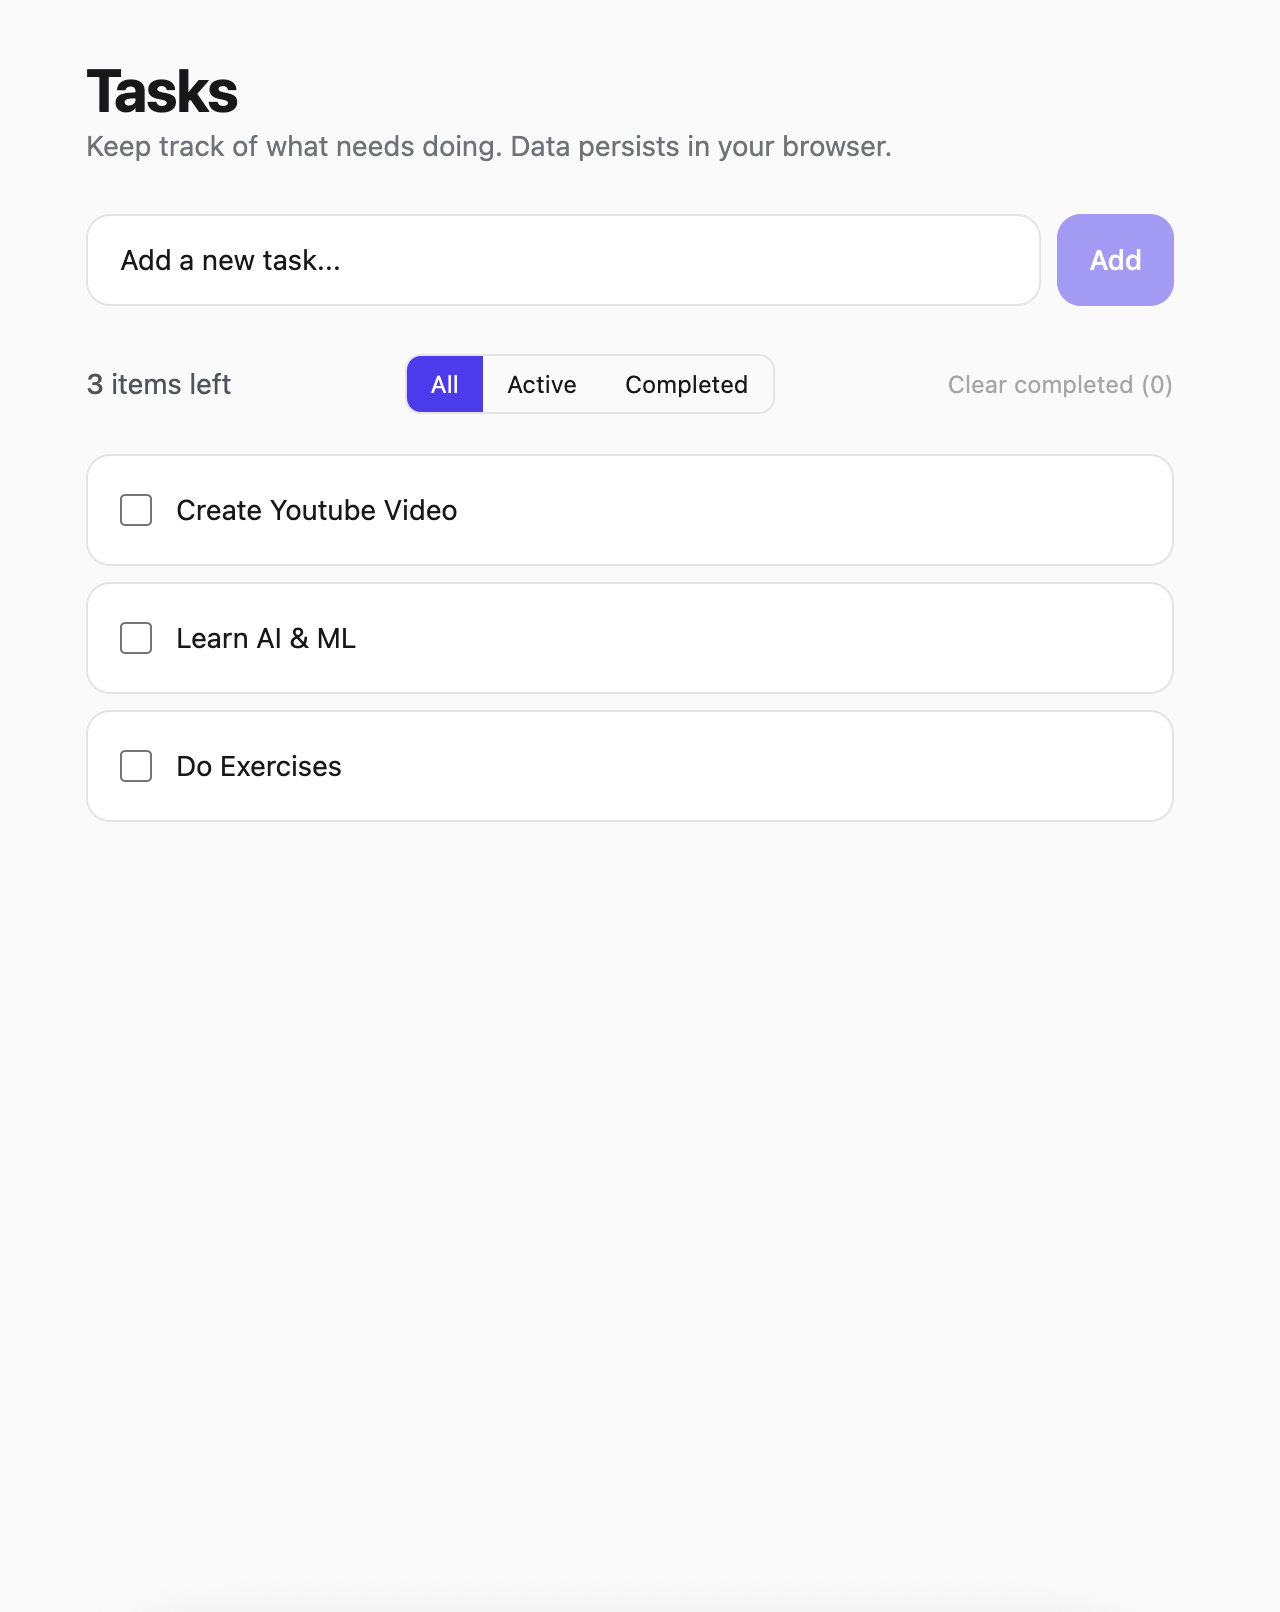 Tasks
Keep track of what needs doing. Data persists in your browser.
Add a new task...
Add
3 items left
All
Active
Completed
Clear completed (0)
Create Youtube Video
Learn AI & ML
Do Exercises